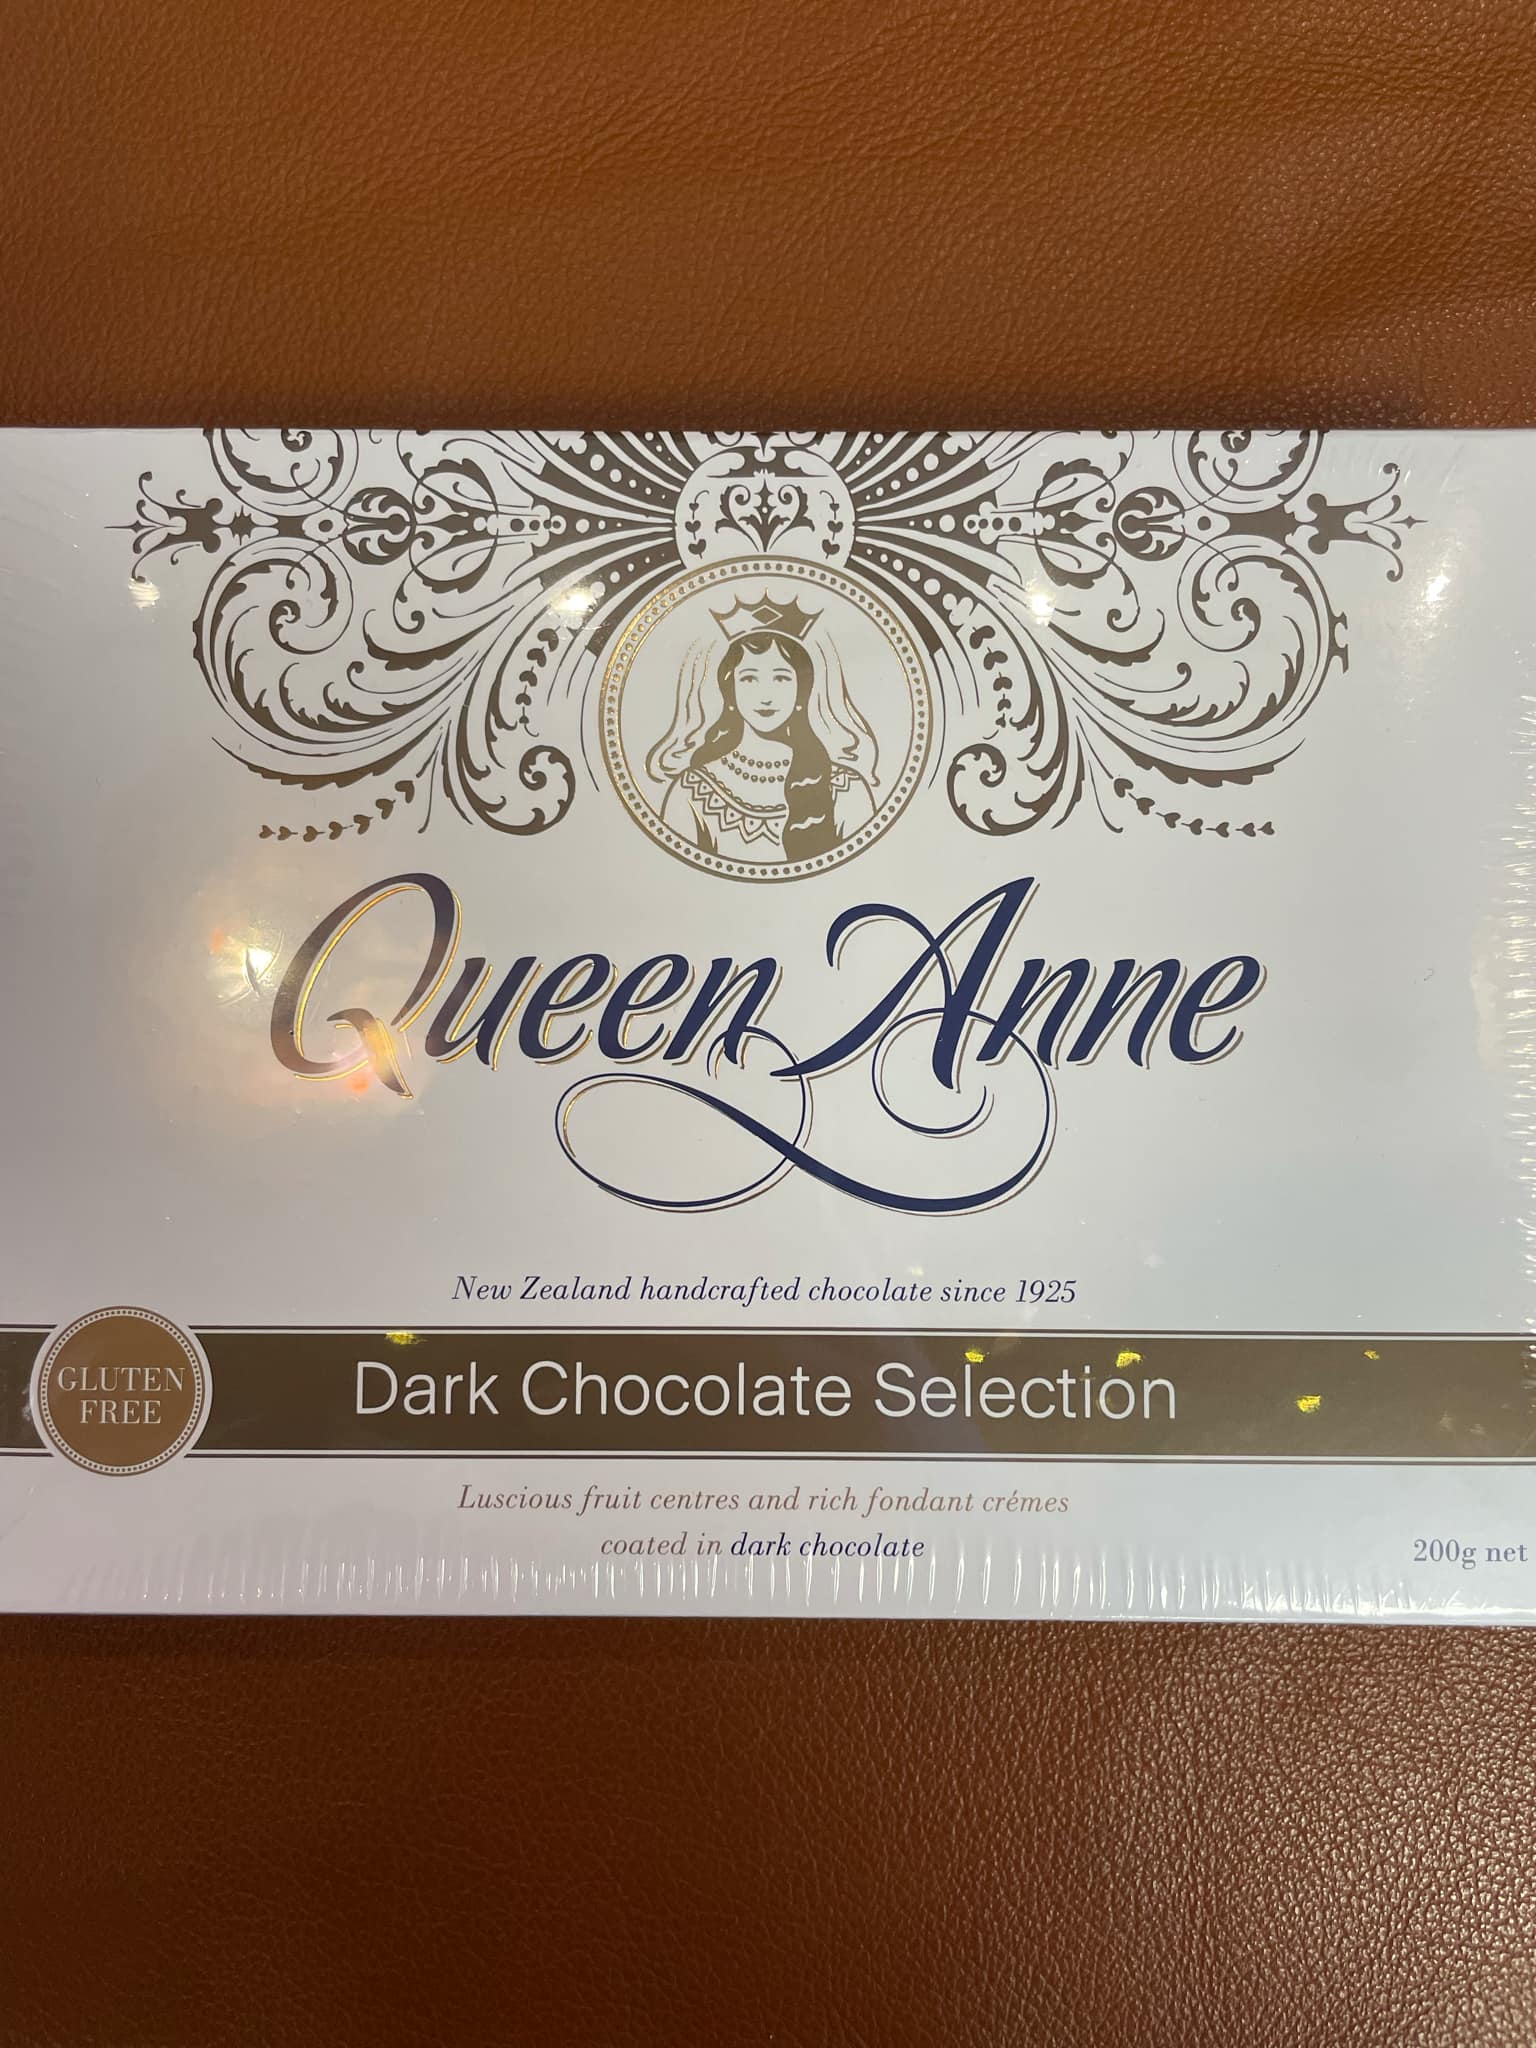 Queen Anne
New Zealand handcrafted chocolate since 1925
GLUTEN
FREE
Dark Chocolate Selection
Luscious fruit centres and rich fondant crémes
coated in dark chocolate
200g net